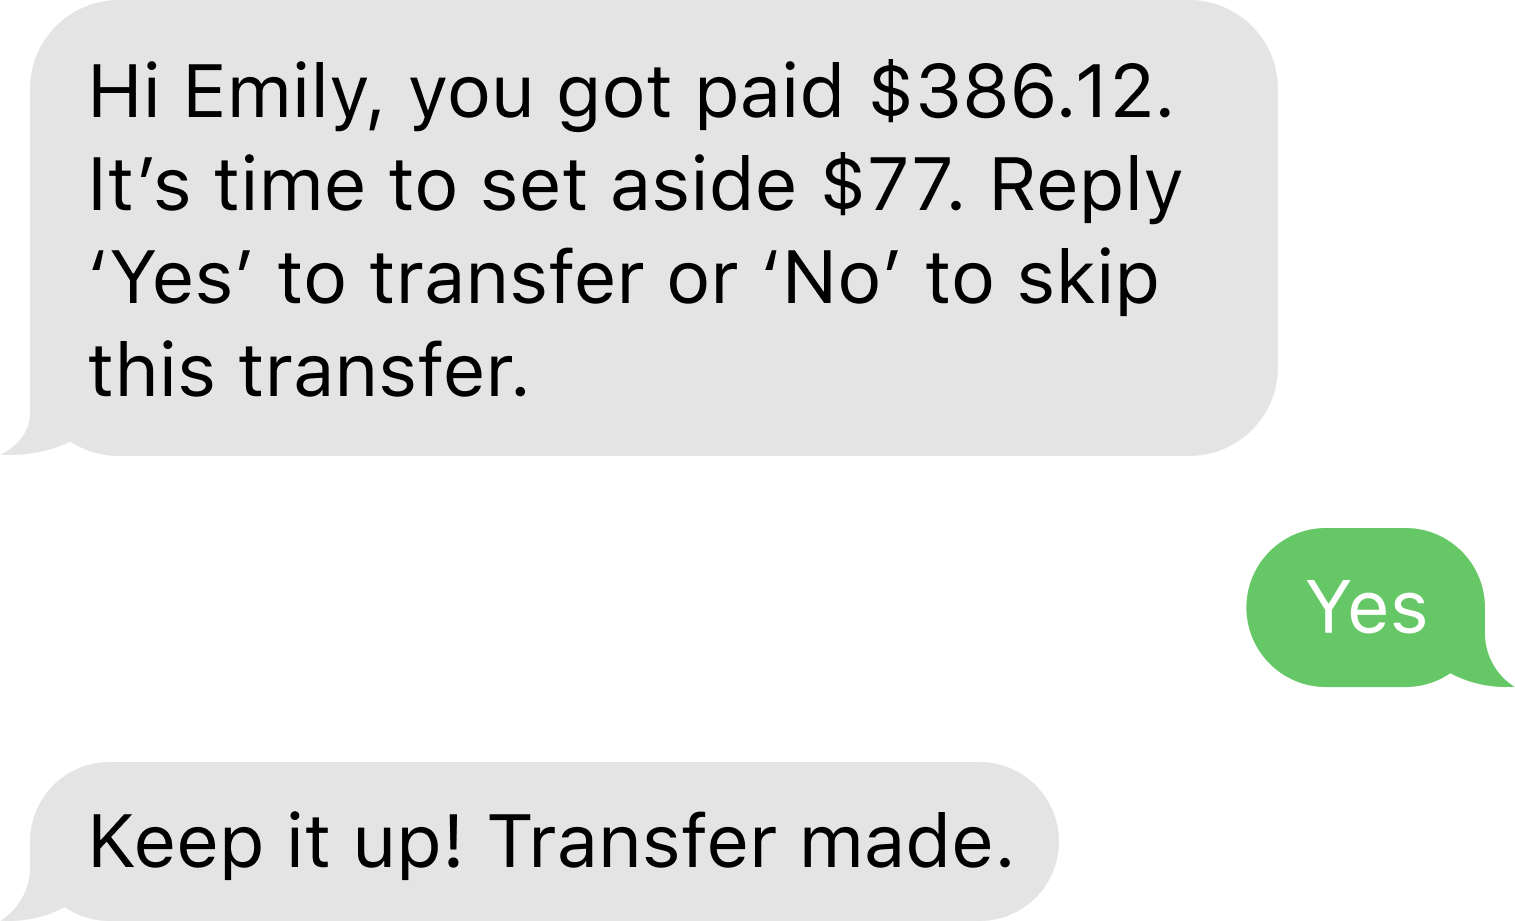 Hi Emily, you got paid $386.12.
It’s time to set aside $77. Reply
‘Yes’ to transfer or ‘No’ to skip
this transfer.
Yes
Keep it up! Transfer made.